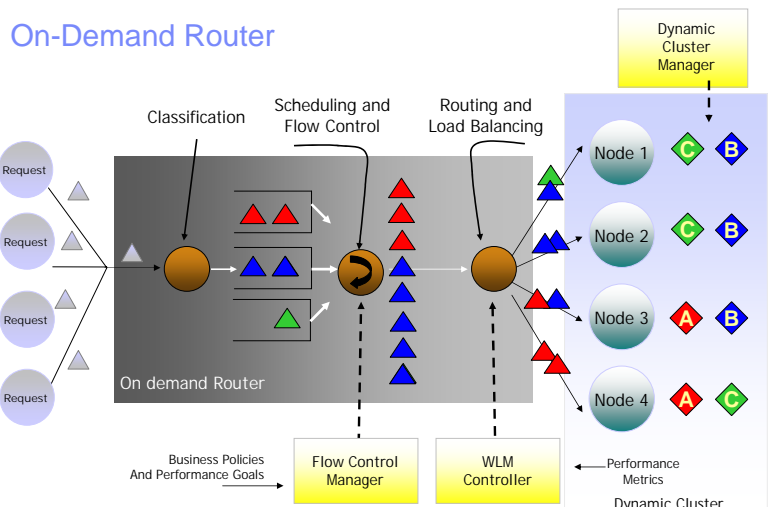 On-Demand Router
Dynamic
Cluster
Manager
Classification
Scheduling and
Flow Control
Routing and
Load Balancing
Request
Request
Request
Request
Node 1
C
B
Node 2
C
B
Node 3
A
B
Node 4
A
C
On demand Router
Business Policies
And Performance Goals
Flow Control
Manager
WLM
Controller
Performance
Metrics
Dynamic Cluster